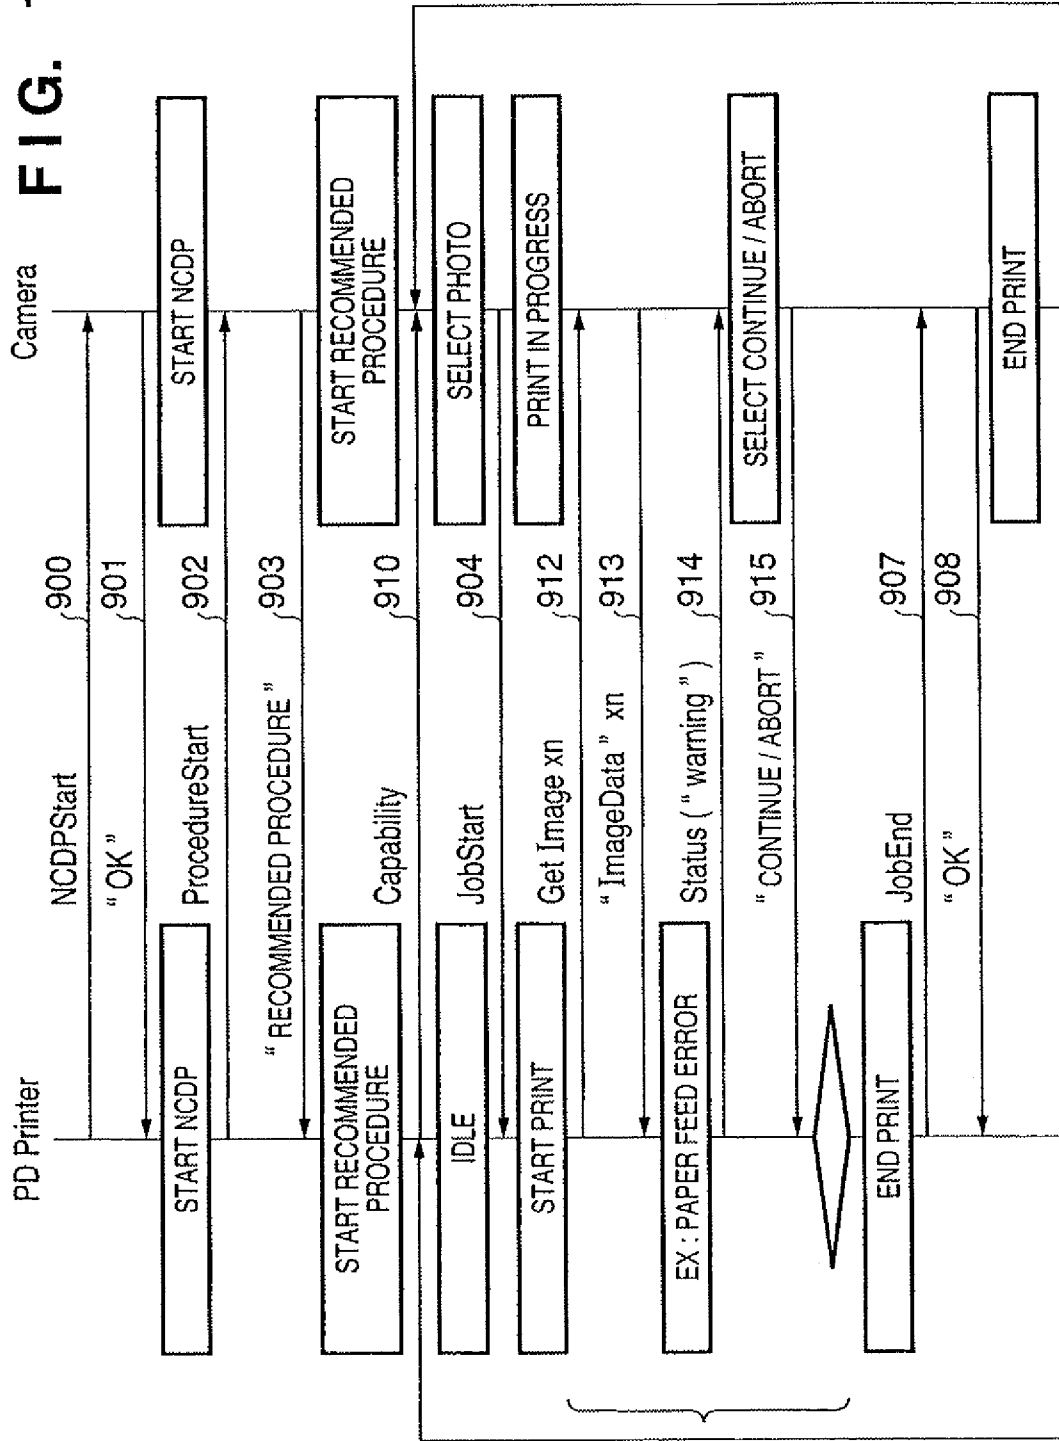 FIG.
PD Printer
Camera
NCDPStart
900
"OK"
901
START NCDP
START NCDP
ProcedureStart
902
"RECOMMENDED PROCEDURE"
903
START RECOMMENDED
PROCEDURE
START RECOMMENDED
PROCEDURE
Capability
910
IDLE
SELECT PHOTO
JobStart
904
START PRINT
PRINT IN PROGRESS
Get Image xn
912
"ImageData" xn
913
EX : PAPER FEED ERROR
Status ("warning")
914
SELECT CONTINUE / ABORT
"CONTINUE / ABORT"
915
END PRINT
JobEnd
907
"OK"
908
END PRINT